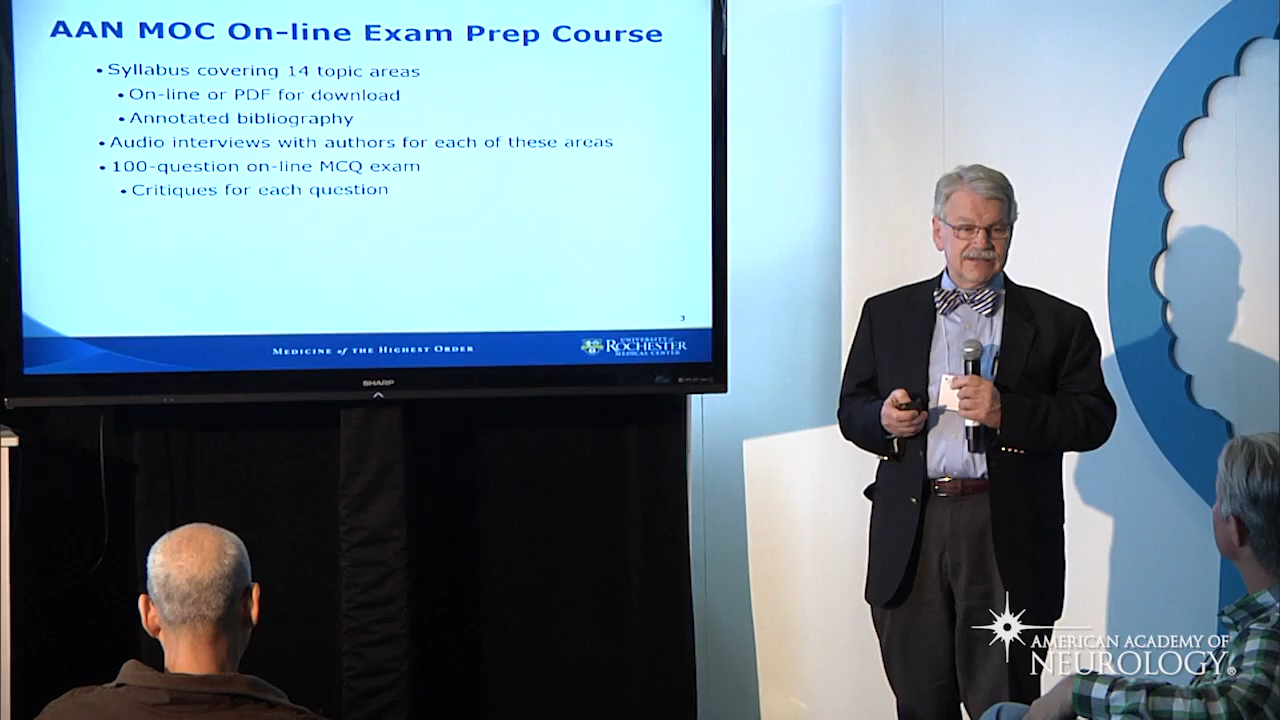 AAN MOC On-line Exam Prep Course
• Syllabus covering 14 topic areas
• On-line or PDF for download
• Annotated bibliography
• Audio interviews with authors for each of these areas
• 100-question on-line MCQ exam
• Critiques for each question
3
MEDICINE of THE HIGHEST ORDER
UNIVERSITY of
ROCHESTER
MEDICAL CENTER
SHARP
AMERICAN ACADEMY OF
NEUROLOGY®